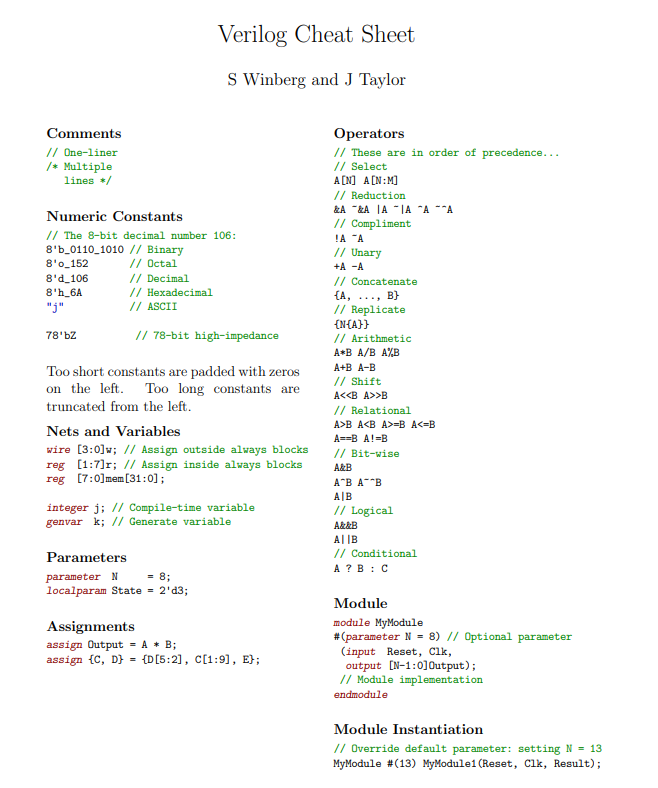 Verilog Cheat Sheet
S Winberg and J Taylor
Comments
// One-liner
/* Multiple
   lines */
Numeric Constants
// The 8-bit decimal number 106:
8'b_0110_1010 // Binary
8'o_152       // Octal
8'd_106       // Decimal
8'h_6A        // Hexadecimal
"j"           // ASCII
78'bZ          // 78-bit high-impedance
Too short constants are padded with zeros
on the left. Too long constants are
truncated from the left.
Nets and Variables
wire [3:0]w; // Assign outside always blocks
reg  [1:7]r; // Assign inside always blocks
reg  [7:0]mem[31:0];
integer j; // Compile-time variable
genvar  k; // Generate variable
Parameters
parameter  N     = 8;
localparam State = 2'd3;
Assignments
assign Output = A * B;
assign {C, D} = {D[5:2], C[1:9], E};
Operators
// These are in order of precedence...
// Select
A[N] A[N:M]
// Reduction
&A ~&A |A ~|A ^A ~^A
// Compliment
!A ~A
// Unary
+A -A
// Concatenate
{A, ..., B}
// Replicate
{N{A}}
// Arithmetic
A*B A/B A%B
A+B A-B
// Shift
A<<B A>>B
// Relational
A>B A<B A>=B A<=B
A==B A!=B
// Bit-wise
A&B
A^B A~^B
A|B
// Logical
A&&B
A||B
// Conditional
A ? B : C
Module
module MyModule
#(parameter N = 8) // Optional parameter
 (input  Reset, Clk,
  output [N-1:0]Output);
 // Module implementation
endmodule
Module Instantiation
// Override default parameter: setting N = 13
MyModule #(13) MyModule1(Reset, Clk, Result);